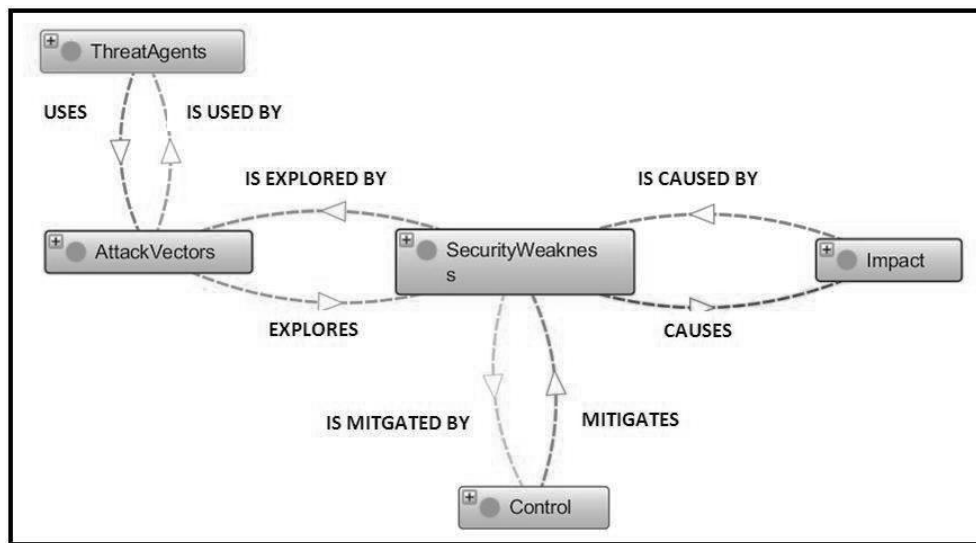 ThreatAgents
USES
IS USED BY
IS EXPLORED BY
IS CAUSED BY
AttackVectors
SecurityWeaknes
s
Impact
EXPLORES
CAUSES
IS MITGATED BY
MITIGATES
Control